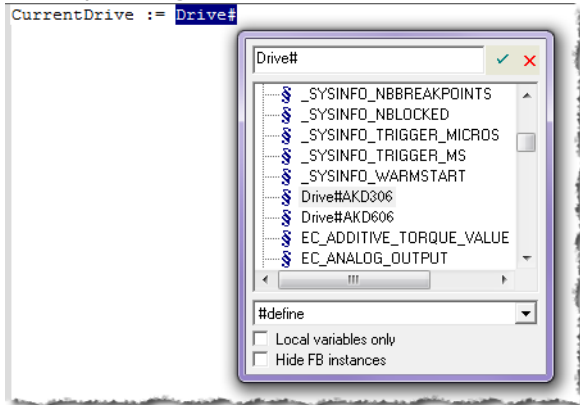 CurrentDrive := Drive#
Drive#
_SYSINFO_NBBREAKPOINTS
_SYSINFO_NBLOCKED
_SYSINFO_TRIGGER_MICROS
_SYSINFO_TRIGGER_MS
_SYSINFO_WARMSTART
Drive#AKD306
Drive#AKD606
EC_ADDITIVE_TORQUE_VALUE
EC_ANALOG_OUTPUT
#define
Local variables only
Hide FB instances